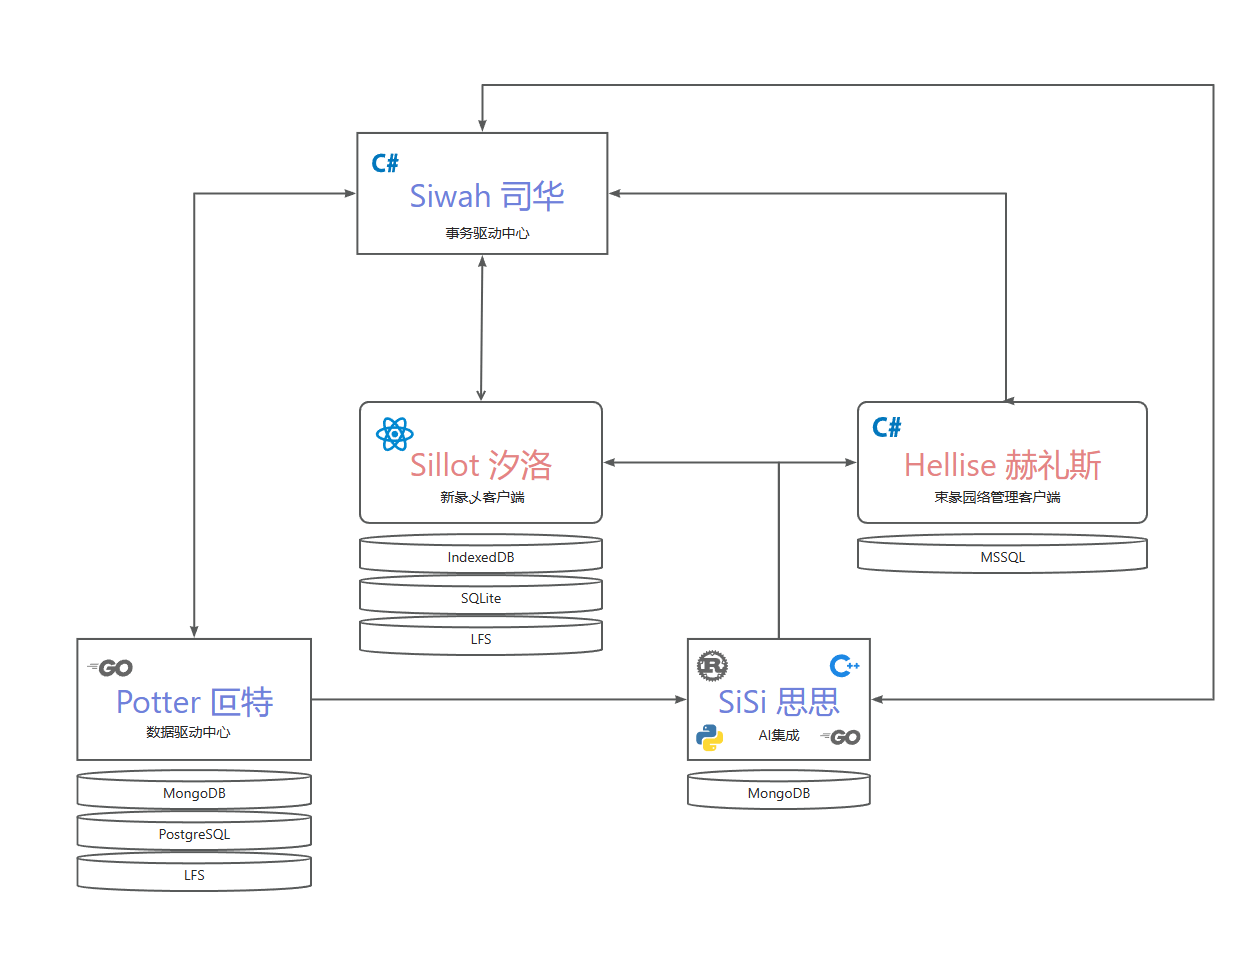 C#
Siwah 司华
事务驱动中心
Sillot 汐洛
新彖乄客户端
IndexedDB
SQLite
LFS
C#
Hellise 赫礼斯
朿彖园络管理客户端
MSSQL
GO
Potter 叵特
数据驱动中心
MongoDB
PostgreSQL
LFS
R
C++
SiSi 思思
AI集成
GO
MongoDB